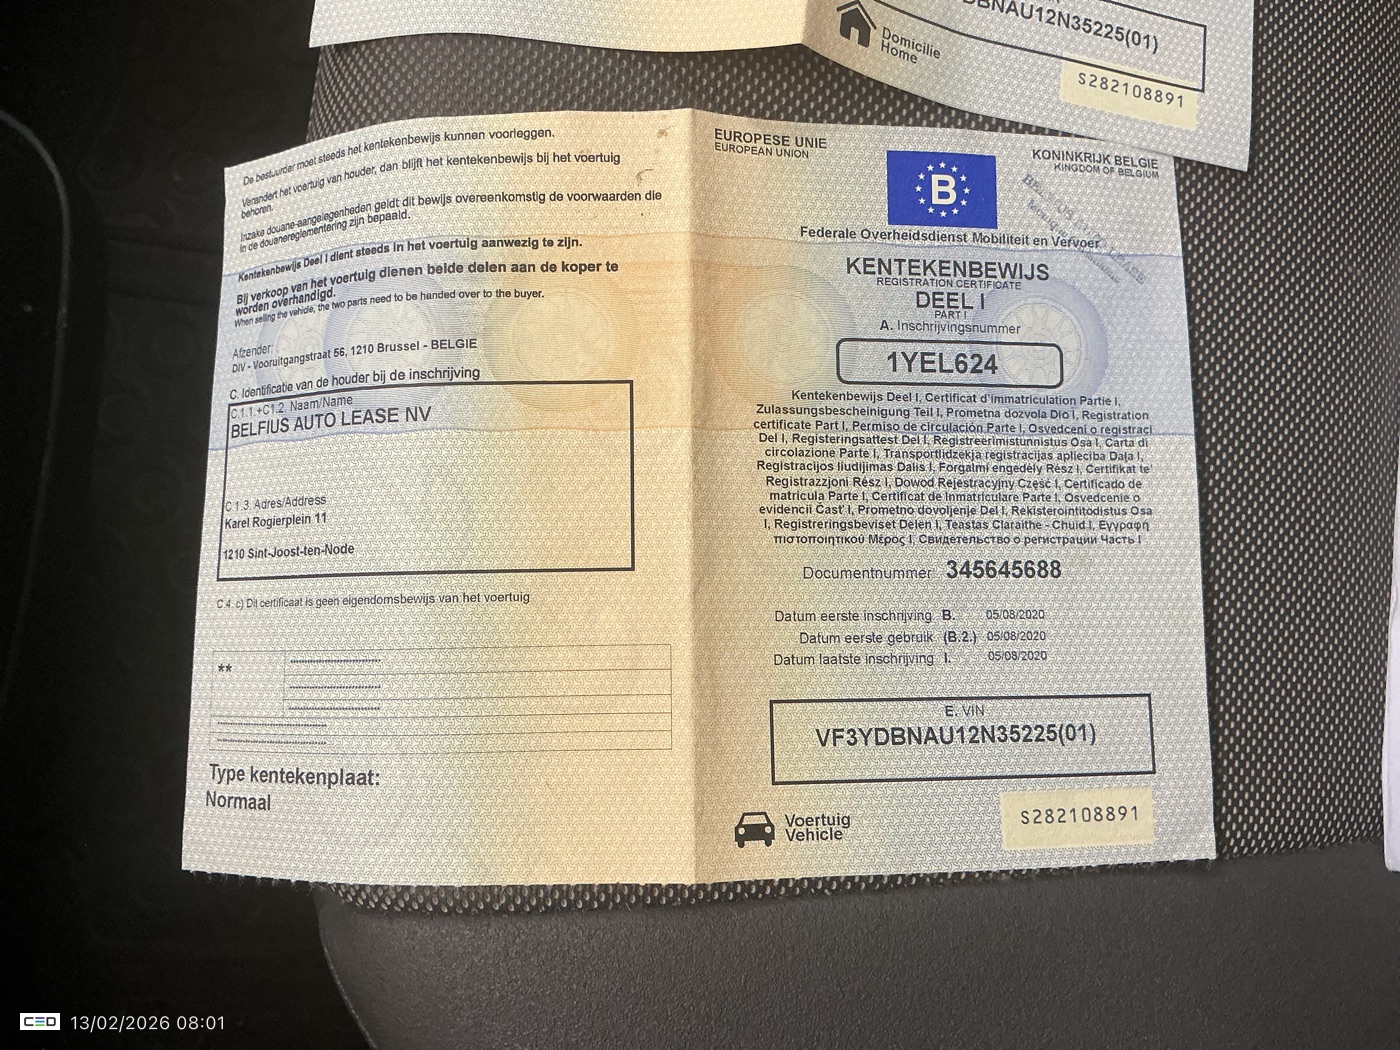 DBNAU12N35225(01)
Domicilie
Home
S282108891
De bestuurder moet steeds het kentekenbewijs kunnen voorleggen.
Verandert het voertuig van houder, dan blijft het kentekenbewijs bij het voertuig
behoren.
Inzake douane-aangelegenheden geldt dit bewijs overeenkomstig de voorwaarden die
in de douanereglementering zijn bepaald.
Kentekenbewijs Deel I dient steeds in het voertuig aanwezig te zijn.
Bij verkoop van het voertuig dienen beide delen aan de koper te
worden overhandigd.
When selling the vehicle, the two parts need to be handed over to the buyer.
Afzender:
DIV - Vooruitgangstraat 56, 1210 Brussel - BELGIE
C. Identificatie van de houder bij de inschrijving
C.1.1.+C1.2. Naam/Name
BELFIUS AUTO LEASE NV
C.1.3. Adres/Address
Karel Rogierplein 11
1210 Sint-Joost-ten-Node
C.4. c) Dit certificaat is geen eigendomsbewijs van het voertuig
**
Type kentekenplaat:
Normaal
EUROPESE UNIE
EUROPEAN UNION
B
KONINKRIJK BELGIE
KINGDOM OF BELGIUM
Federale Overheidsdienst Mobiliteit en Vervoer
KENTEKENBEWIJS
REGISTRATION CERTIFICATE
DEEL I
PART I
A. Inschrijvingsnummer
1YEL624
Kentekenbewijs Deel I, Certificat d'immatriculation Partie I,
Zulassungsbescheinigung Teil I, Prometna dozvola Dio I, Registration
certificate Part I, Permiso de circulación Parte I, Osvedceni o registraci
Del I, Registeringsattest Del I, Registreerimistunnistus Osa I, Carta di
circolazione Parte I, Transportlidzekja registracijas aplieciba Daļa I,
Registracijos liudijimas Dalis I, Forgalmi engedély Rész I, Certifikat te'
Registrazzjoni Rész I, Dowod Rejestracyjny Część I, Certificado de
matrícula Parte I, Certificat de Inmatriculare Parte I, Osvedcenie o
evidencii Čast' I, Prometno dovoljenje Del I, Rekisterointitodistus Osa
I, Registreringsbeviset Delen I, Teastas Claraithe - Chuid I, Εγγραφη
πιστοποιητικού Μέρος I, Свидетельство о регистрации Часть I
Documentnummer 345645688
Datum eerste inschrijving B. 05/08/2020
Datum eerste gebruik (B.2.) 05/08/2020
Datum laatste inschrijving I. 05/08/2020
E. VIN
VF3YDBNAU12N35225(01)
Voertuig
Vehicle
S282108891
CED 13/02/2026 08:01